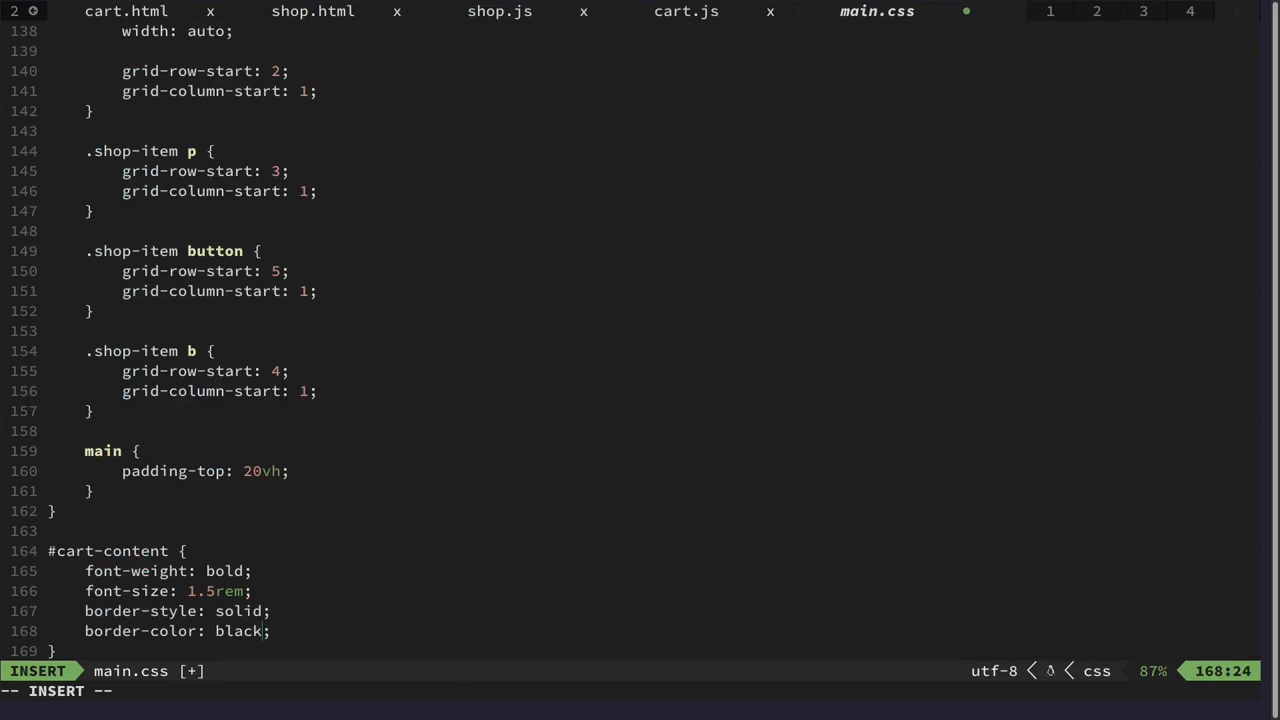 2 cart.html x shop.html x shop.js x cart.js x main.css 1 2 3 4
138 width: auto;
139
140 grid-row-start: 2;
141 grid-column-start: 1;
142 }
143
144 .shop-item p {
145 grid-row-start: 3;
146 grid-column-start: 1;
147 }
148
149 .shop-item button {
150 grid-row-start: 5;
151 grid-column-start: 1;
152 }
153
154 .shop-item b {
155 grid-row-start: 4;
156 grid-column-start: 1;
157 }
158
159 main {
160 padding-top: 20vh;
161 }
162 }
163
164 #cart-content {
165 font-weight: bold;
166 font-size: 1.5rem;
167 border-style: solid;
168 border-color: black;
169 }
INSERT main.css [+] utf-8 css 87% 168:24
-- INSERT --